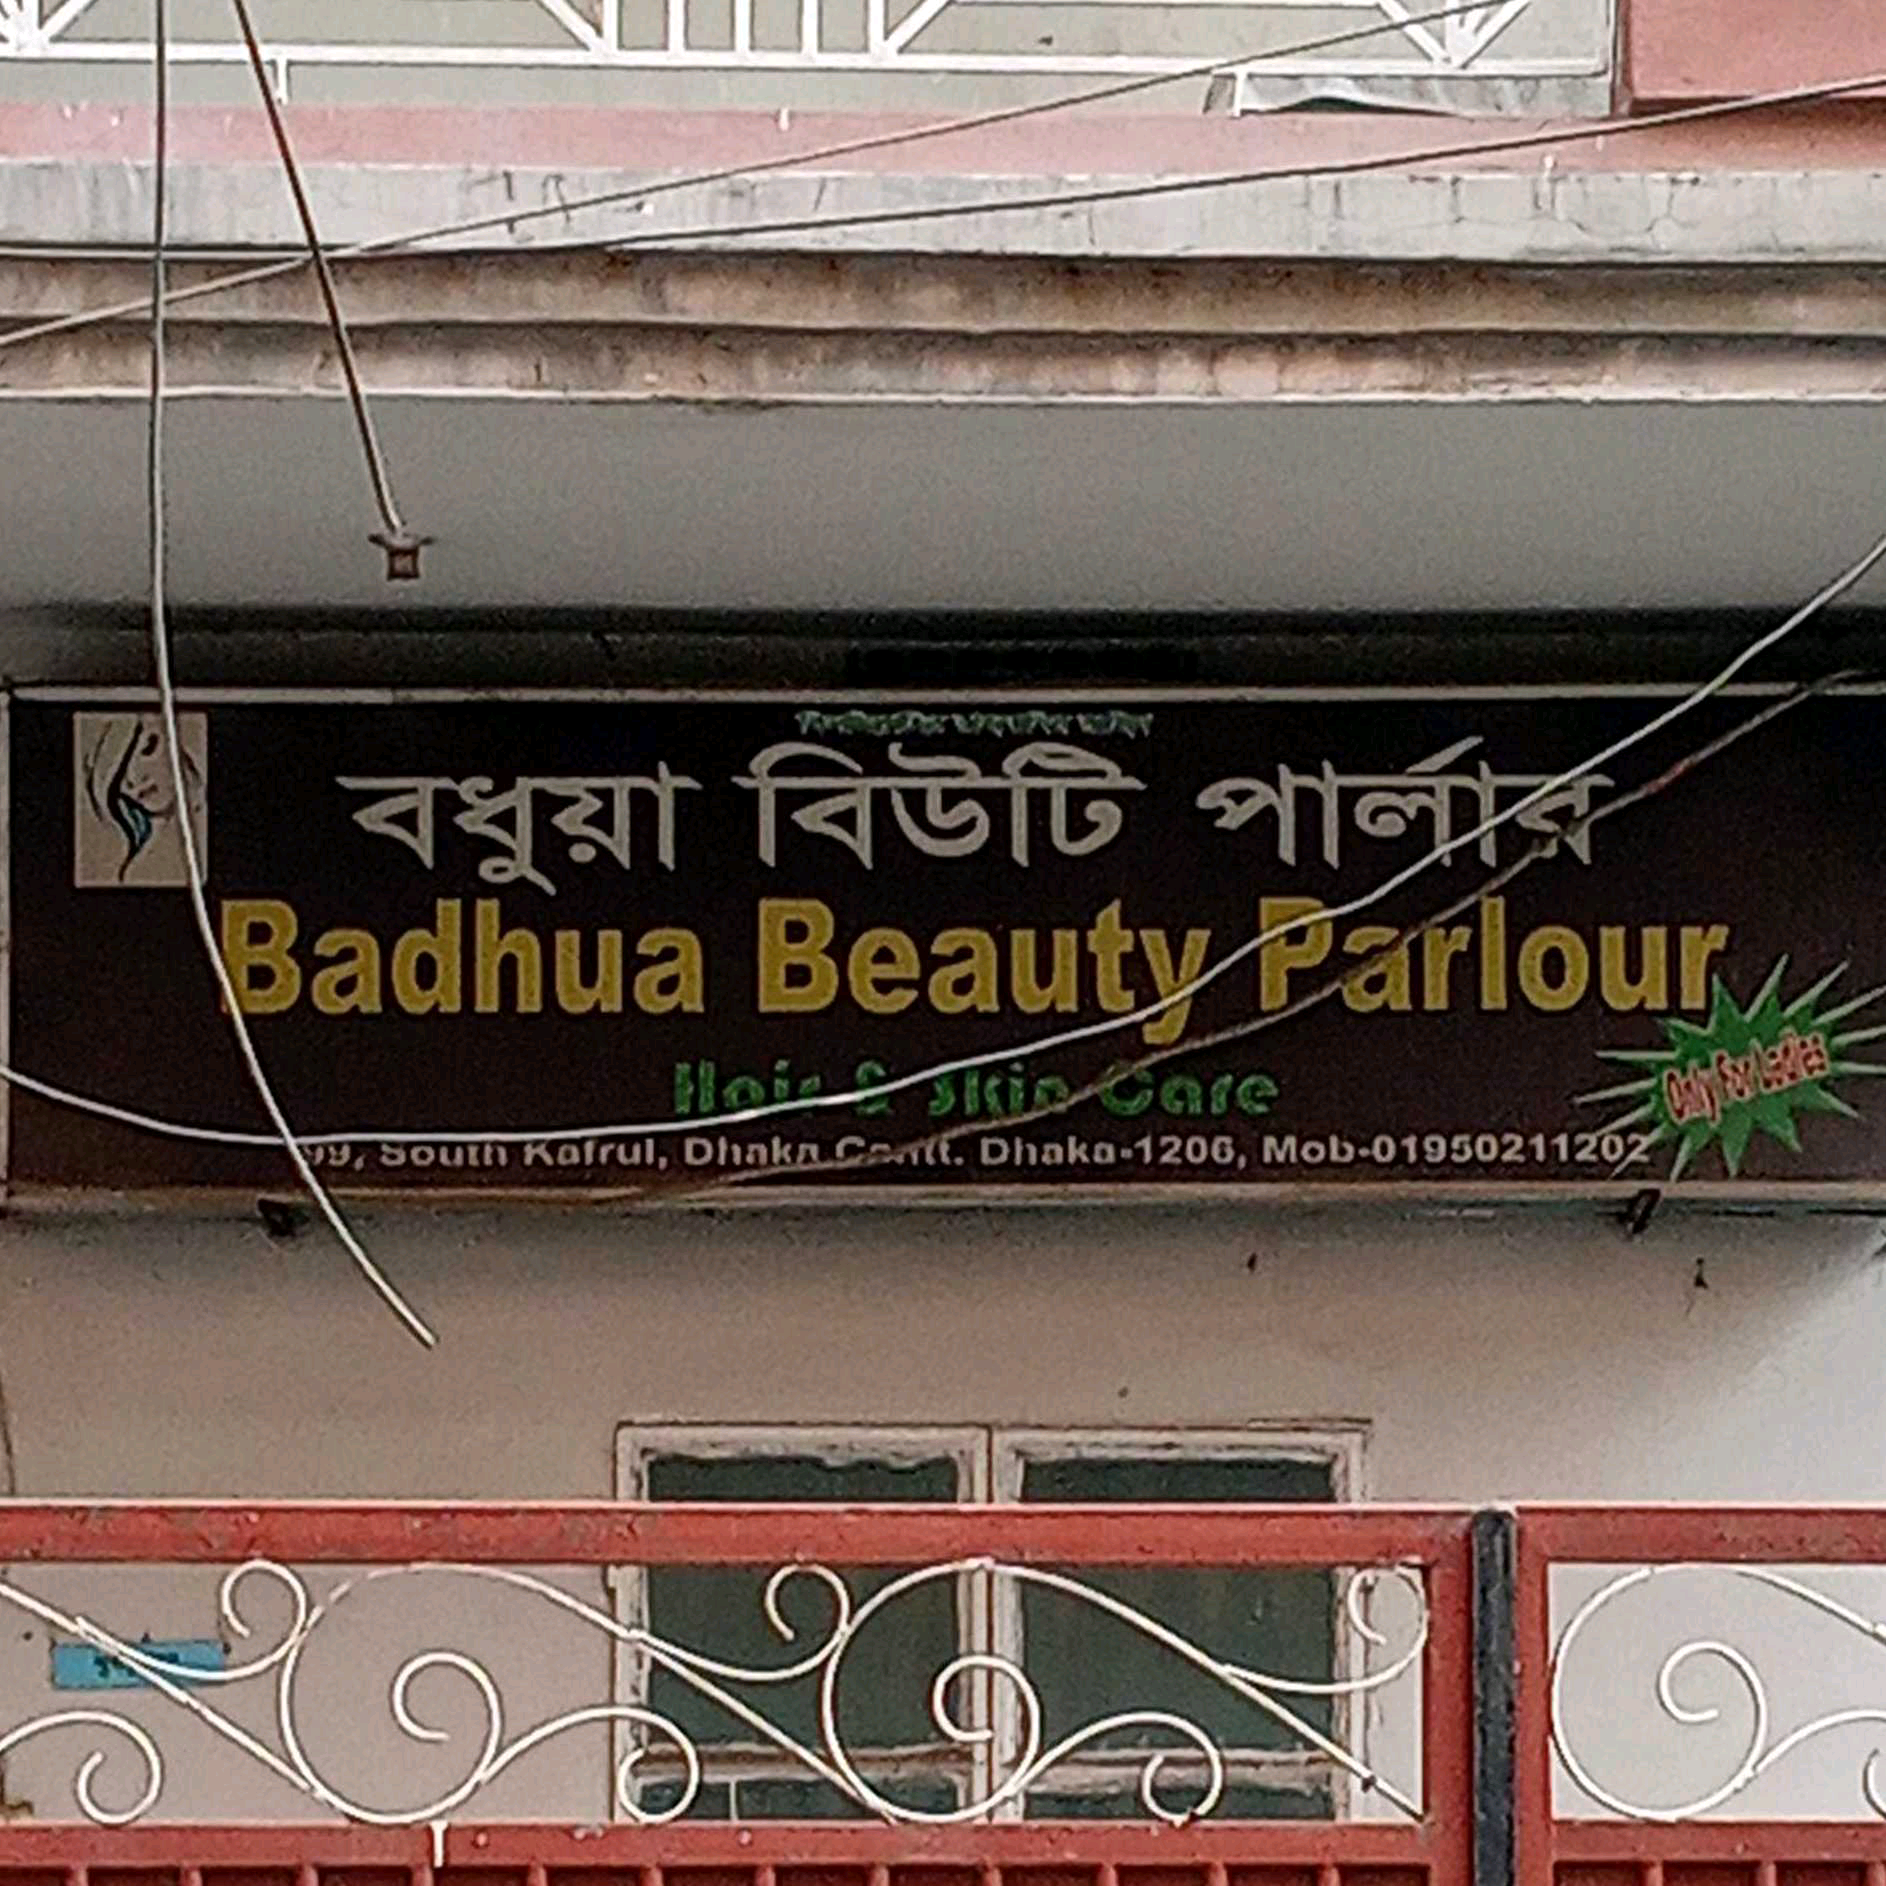 বধুয়া বিউটি পার্লার
Badhua Beauty Parlour
Hair & Skin Care
Only For Ladies
99, South Kafrul, Dhaka Cantt. Dhaka-1206, Mob-01950211202